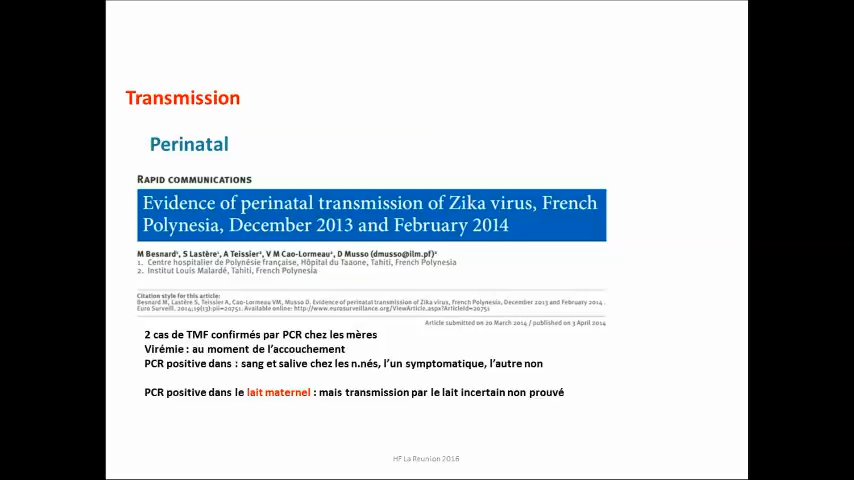 Transmission
Perinatal
RAPID COMMUNICATIONS
Evidence of perinatal transmission of Zika virus, French
Polynesia, December 2013 and February 2014
M Besnard¹, S Lastère¹, A Teissier², V M Cao-Lormeau², D Musso (dmusso@ilm.pf)²
1. Centre hospitalier de Polynésie française, Hôpital du Taaone, Tahiti, French Polynesia
2. Institut Louis Malardé, Tahiti, French Polynesia
Citation style for this article:
Besnard M, Lastère S, Teissier A, Cao-Lormeau VM, Musso D. Evidence of perinatal transmission of Zika virus, French Polynesia, December 2013 and February 2014.
Euro Surveill. 2014;19(13):pii=20751. Available online: http://www.eurosurveillance.org/ViewArticle.aspx?ArticleId=20751
Article submitted on 20 March 2014 / published on 3 April 2014
2 cas de TMF confirmés par PCR chez les mères
Virémie : au moment de l'accouchement
PCR positive dans : sang et salive chez les n.nés, l'un symptomatique, l'autre non
PCR positive dans le lait maternel : mais transmission par le lait incertain non prouvé
HF La Reunion 2016